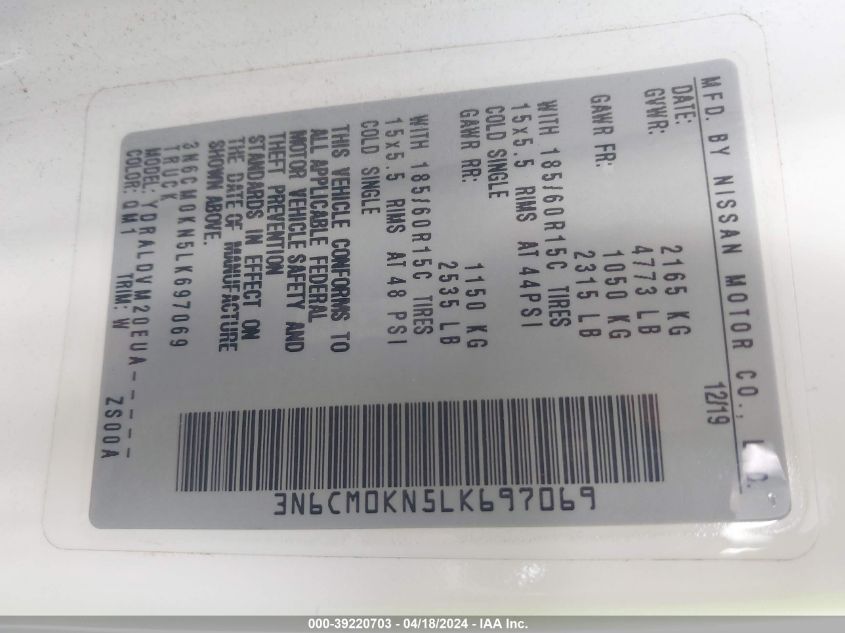 MFD. BY NISSAN MOTOR CO., LTD.
DATE: 12/19
GVWR: 2165 KG
4773 LB
GAWR FR: 1050 KG
2315 LB
WITH 185/60R15C TIRES
15x5.5 RIMS AT 44PSI
COLD SINGLE
GAWR RR: 1150 KG
2535 LB
WITH 185/60R15C TIRES
15x5.5 RIMS AT 48 PSI
COLD SINGLE
THIS VEHICLE CONFORMS TO
ALL APPLICABLE FEDERAL
MOTOR VEHICLE SAFETY AND
THEFT PREVENTION
STANDARDS IN EFFECT ON
THE DATE OF MANUFACTURE
SHOWN ABOVE.
3N6CM0KN5LK697069
TRUCK
MODEL: YDRALDVM20EUA-----
COLOR: QM1 TRIM: W ZS00A
3N6CM0KN5LK697069
000-39220703 - 04/18/2024 - IAA Inc.